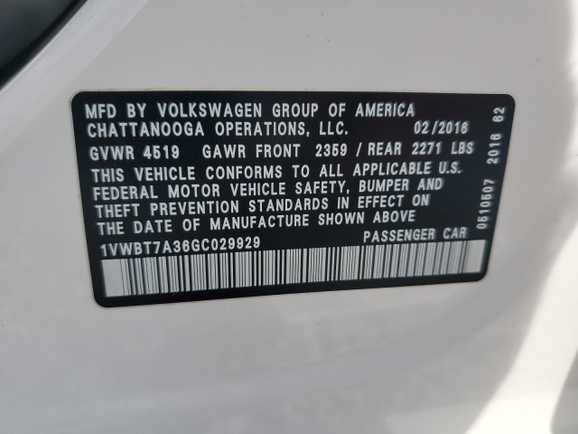 MFD BY VOLKSWAGEN GROUP OF AMERICA
CHATTANOOGA OPERATIONS, LLC. 02/2016
GVWR 4519 GAWR FRONT 2359 / REAR 2271 LBS
THIS VEHICLE CONFORMS TO ALL APPLICABLE U.S.
FEDERAL MOTOR VEHICLE SAFETY, BUMPER AND
THEFT PREVENTION STANDARDS IN EFFECT ON
THE DATE OF MANUFACTURE SHOWN ABOVE
1VWBT7A36GC029929 PASSENGER CAR
0510507 2016 62